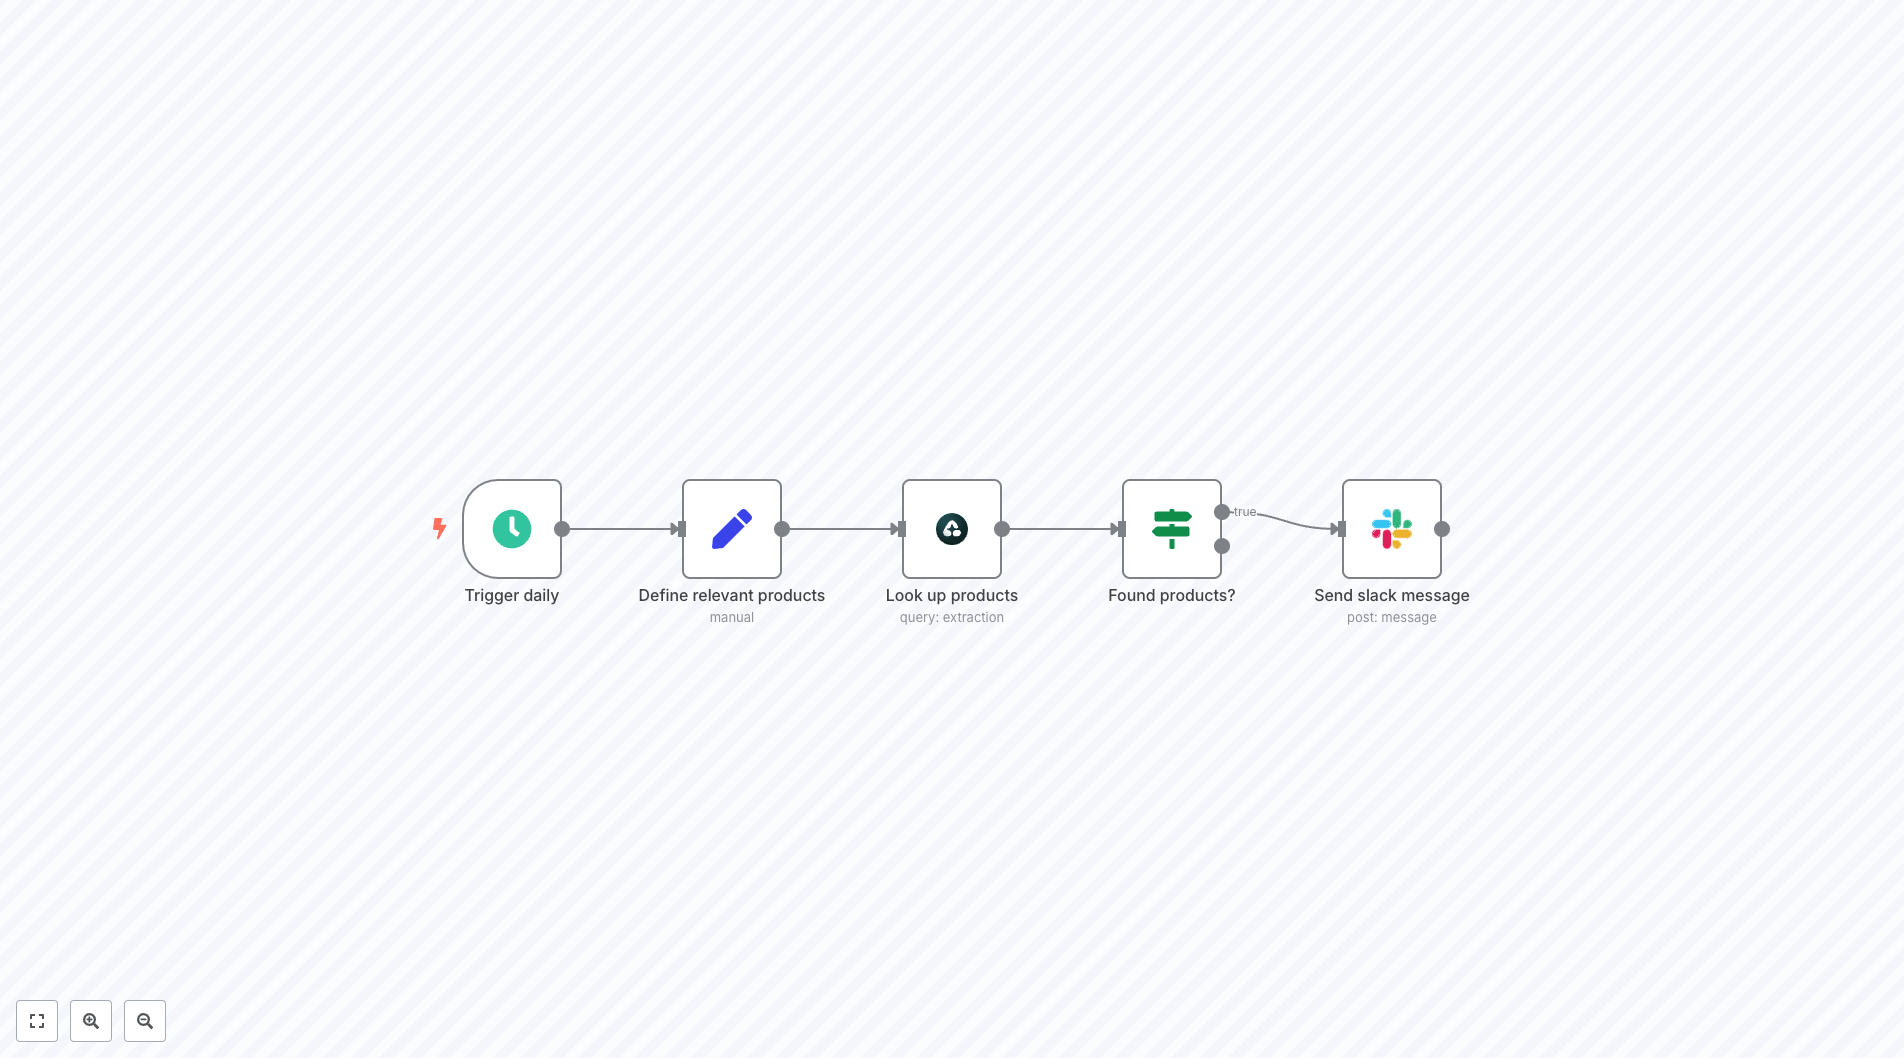 true
Trigger daily
Define relevant products
manual
Look up products
query: extraction
Found products?
Send slack message
post: message